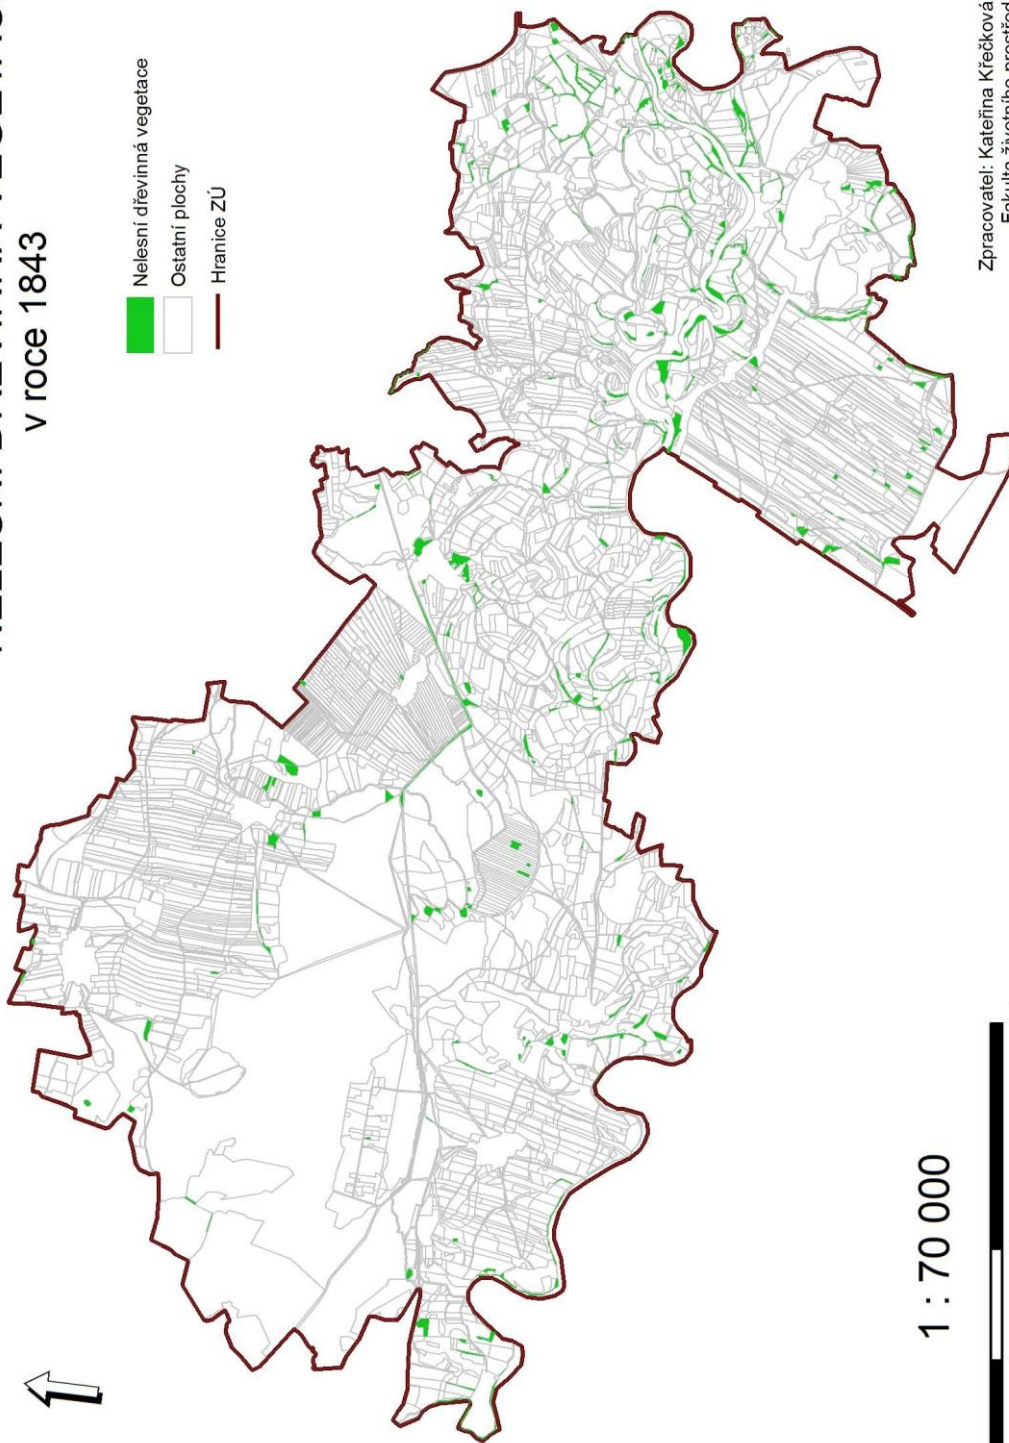 v roce 1843
Nelesní dřevinná vegetace
Ostatní plochy
Hranice ZÚ
1 : 70 000
Zpracovatel: Kateřina Křečková